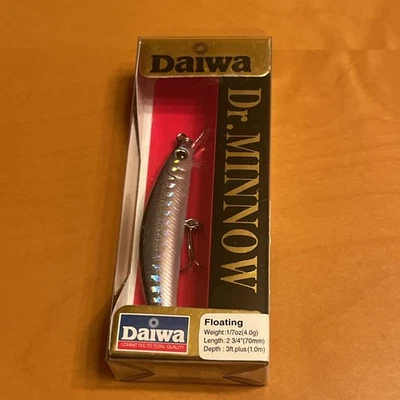 Daiwa
Dr.MINNOW
Daiwa
COMMITTED TO TOTAL QUALITY
Floating
Weight:1/7oz(4.0g)
Length:2 3/4"(70mm)
Depth:3ft.plus(1.0m)